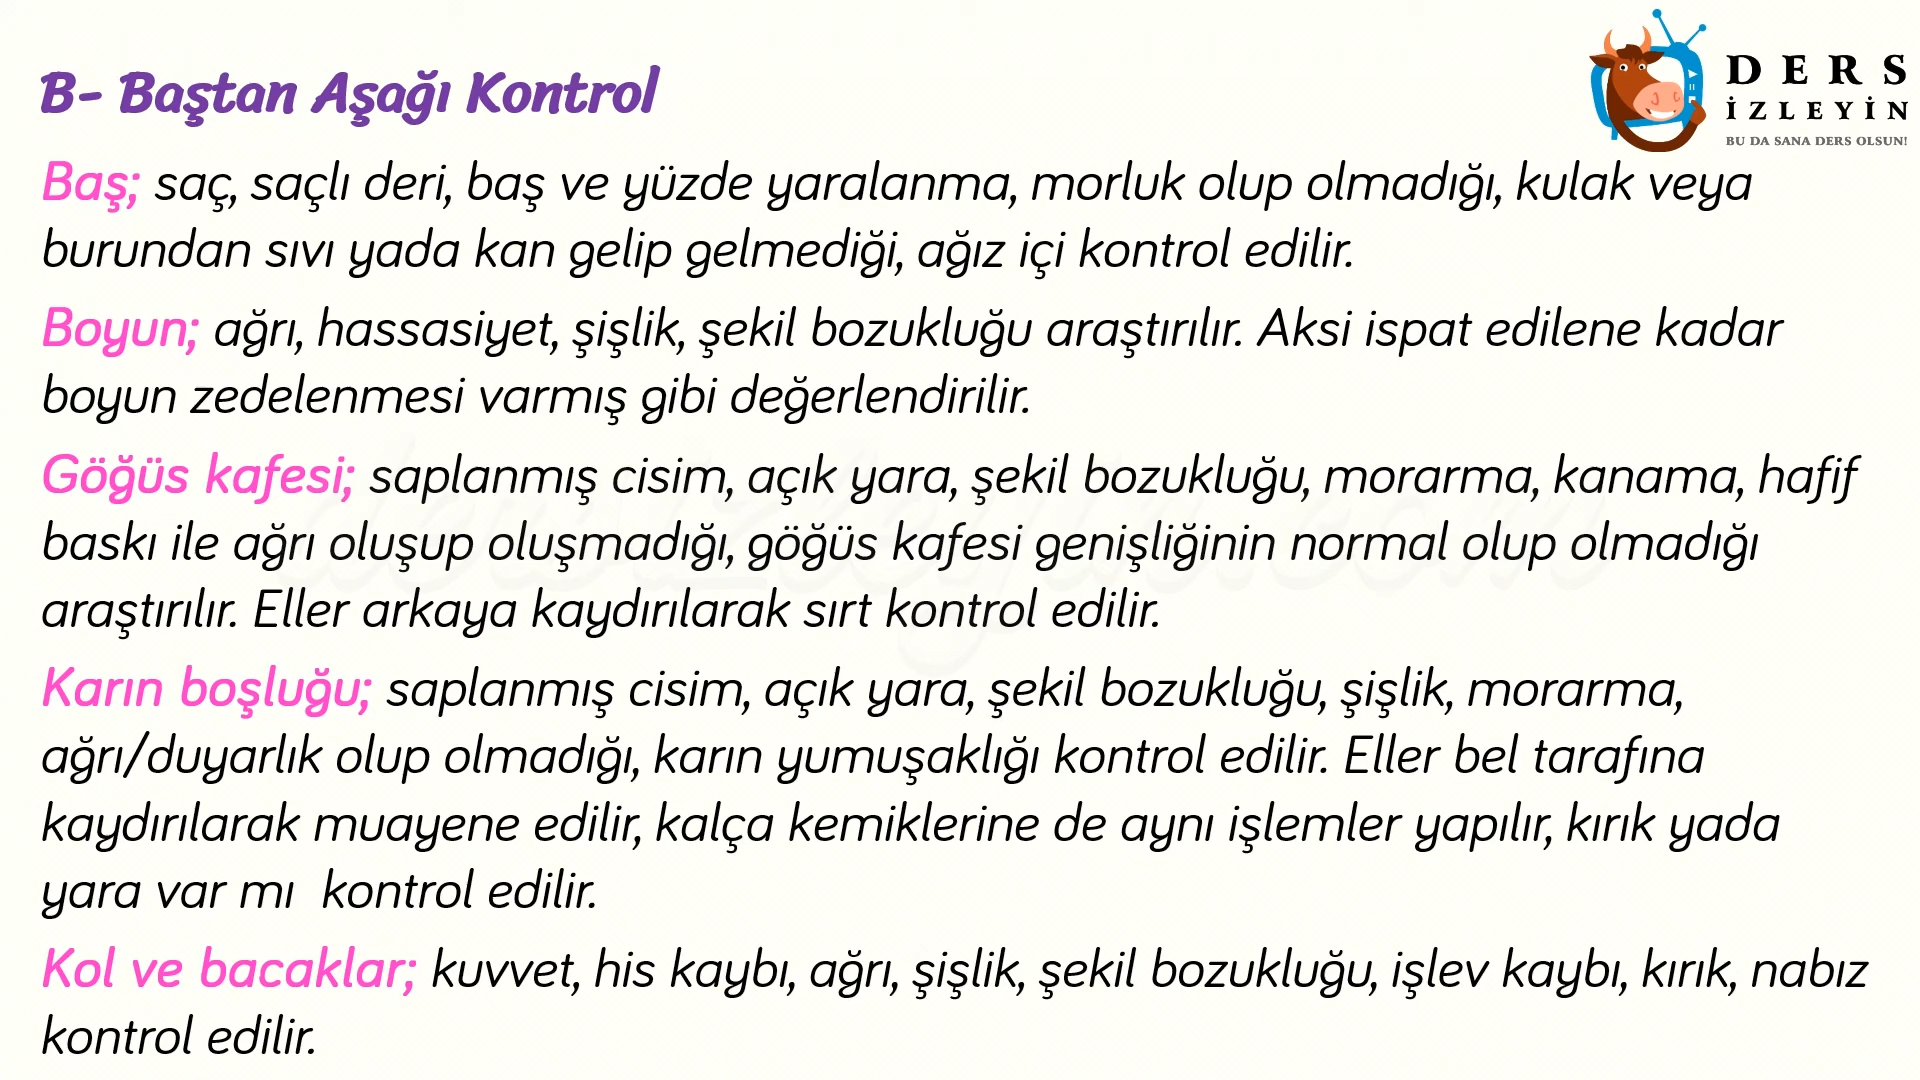 B- Baştan Aşağı Kontrol
DERS
İZLEYİN
BU DA SANA DERS OLSUN!
Baş; saç, saçlı deri, baş ve yüzde yaralanma, morluk olup olmadığı, kulak veya
burundan sıvı yada kan gelip gelmediği, ağız içi kontrol edilir.
Boyun; ağrı, hassasiyet, şişlik, şekil bozukluğu araştırılır. Aksi ispat edilene kadar
boyun zedelenmesi varmış gibi değerlendirilir.
Göğüs kafesi; saplanmış cisim, açık yara, şekil bozukluğu, morarma, kanama, hafif
baskı ile ağrı oluşup oluşmadığı, göğüs kafesi genişliğinin normal olup olmadığı
araştırılır. Eller arkaya kaydırılarak sırt kontrol edilir.
Karın boşluğu; saplanmış cisim, açık yara, şekil bozukluğu, şişlik, morarma,
ağrı/duyarlık olup olmadığı, karın yumuşaklığı kontrol edilir. Eller bel tarafına
kaydırılarak muayene edilir, kalça kemiklerine de aynı işlemler yapılır, kırık yada
yara var mı  kontrol edilir.
Kol ve bacaklar; kuvvet, his kaybı, ağrı, şişlik, şekil bozukluğu, işlev kaybı, kırık, nabız
kontrol edilir.
dersizleyin.com